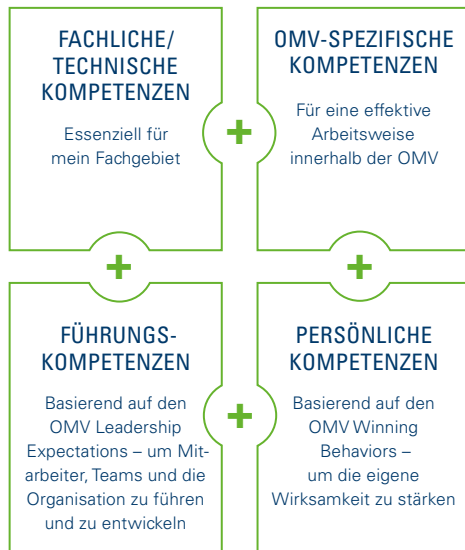 FACHLICHE/
TECHNISCHE
KOMPETENZEN
Essenziell für
mein Fachgebiet
+
OMV-SPEZIFISCHE
KOMPETENZEN
Für eine effektive
Arbeitsweise
innerhalb der OMV
+
+
FÜHRUNGS-
KOMPETENZEN
Basierend auf den
OMV Leadership
Expectations – um Mit-
arbeiter, Teams und die
Organisation zu führen
und zu entwickeln
+
PERSÖNLICHE
KOMPETENZEN
Basierend auf den
OMV Winning
Behaviors –
um die eigene
Wirksamkeit zu stärken